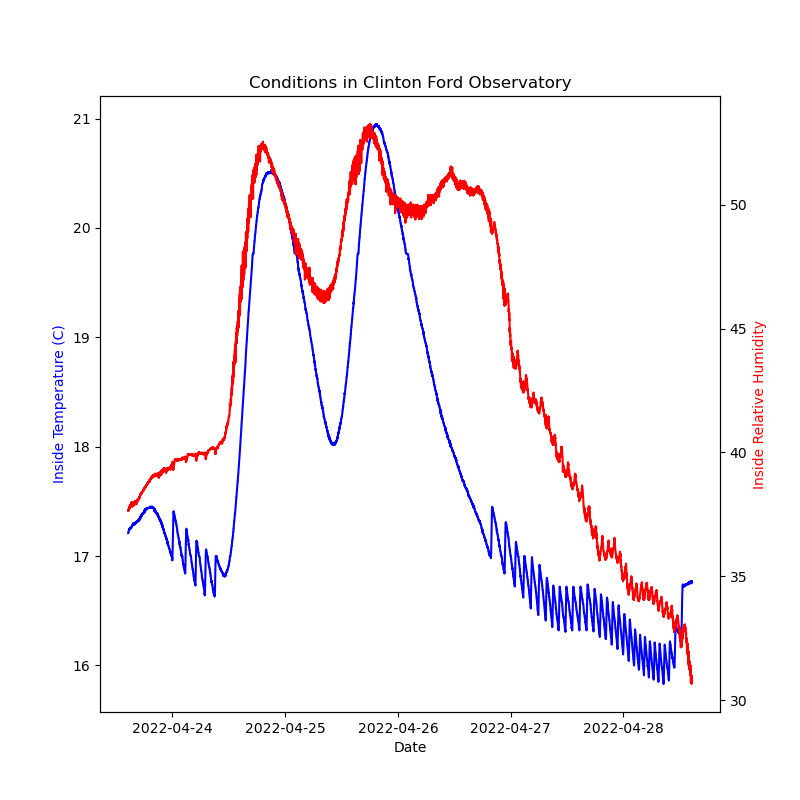 Conditions in Clinton Ford Observatory
21
20
19
18
17
16
Inside Temperature (C)
50
45
40
35
30
Inside Relative Humidity
2022-04-24 2022-04-25 2022-04-26 2022-04-27 2022-04-28
Date